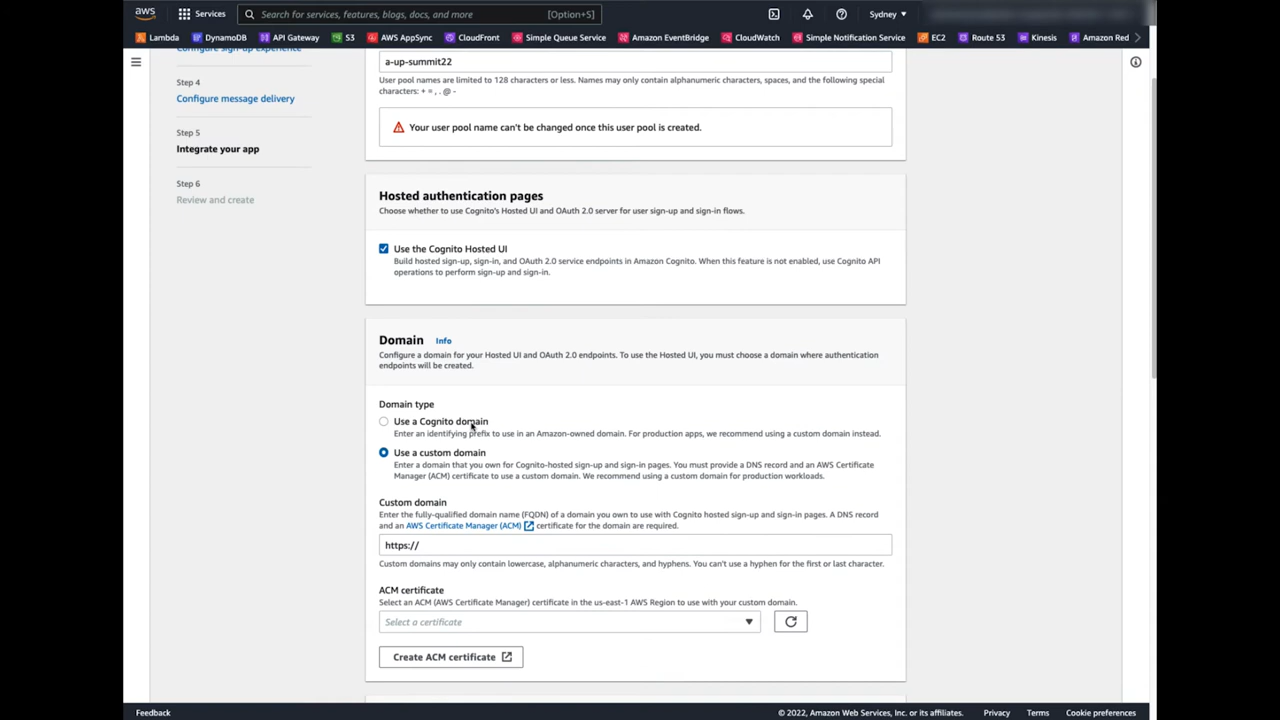 aws
Services
Search for services, features, blogs, docs, and more
[Option+S]
Sydney
Lambda
DynamoDB
API Gateway
S3
AWS AppSync
CloudFront
Simple Queue Service
Amazon EventBridge
CloudWatch
Simple Notification Service
EC2
Route 53
Kinesis
Amazon Red
Configure sign-up experience
Step 4
Configure message delivery
Step 5
Integrate your app
Step 6
Review and create
a-up-summit22
User pool names are limited to 128 characters or less. Names may only contain alphanumeric characters, spaces, and the following special
characters: + = , . @ -
Your user pool name can't be changed once this user pool is created.
Hosted authentication pages
Choose whether to use Cognito's Hosted UI and OAuth 2.0 server for user sign-up and sign-in flows.
Use the Cognito Hosted UI
Build hosted sign-up, sign-in, and OAuth 2.0 service endpoints in Amazon Cognito. When this feature is not enabled, use Cognito API
operations to perform sign-up and sign-in.
Domain Info
Configure a domain for your Hosted UI and OAuth 2.0 endpoints. To use the Hosted UI, you must choose a domain where authentication
endpoints will be created.
Domain type
Use a Cognito domain
Enter an identifying prefix to use in an Amazon-owned domain. For production apps, we recommend using a custom domain instead.
Use a custom domain
Enter a domain that you own for Cognito-hosted sign-up and sign-in pages. You must provide a DNS record and an AWS Certificate
Manager (ACM) certificate to use a custom domain. We recommend using a custom domain for production workloads.
Custom domain
Enter the fully-qualified domain name (FQDN) of a domain you own to use with Cognito hosted sign-up and sign-in pages. A DNS record
and an AWS Certificate Manager (ACM) certificate for the domain are required.
https://
Custom domains may only contain lowercase, alphanumeric characters, and hyphens. You can't use a hyphen for the first or last character.
ACM certificate
Select an ACM (AWS Certificate Manager) certificate in the us-east-1 AWS Region to use with your custom domain.
Select a certificate
Create ACM certificate
Feedback
© 2022, Amazon Web Services, Inc. or its affiliates.
Privacy
Terms
Cookie preferences